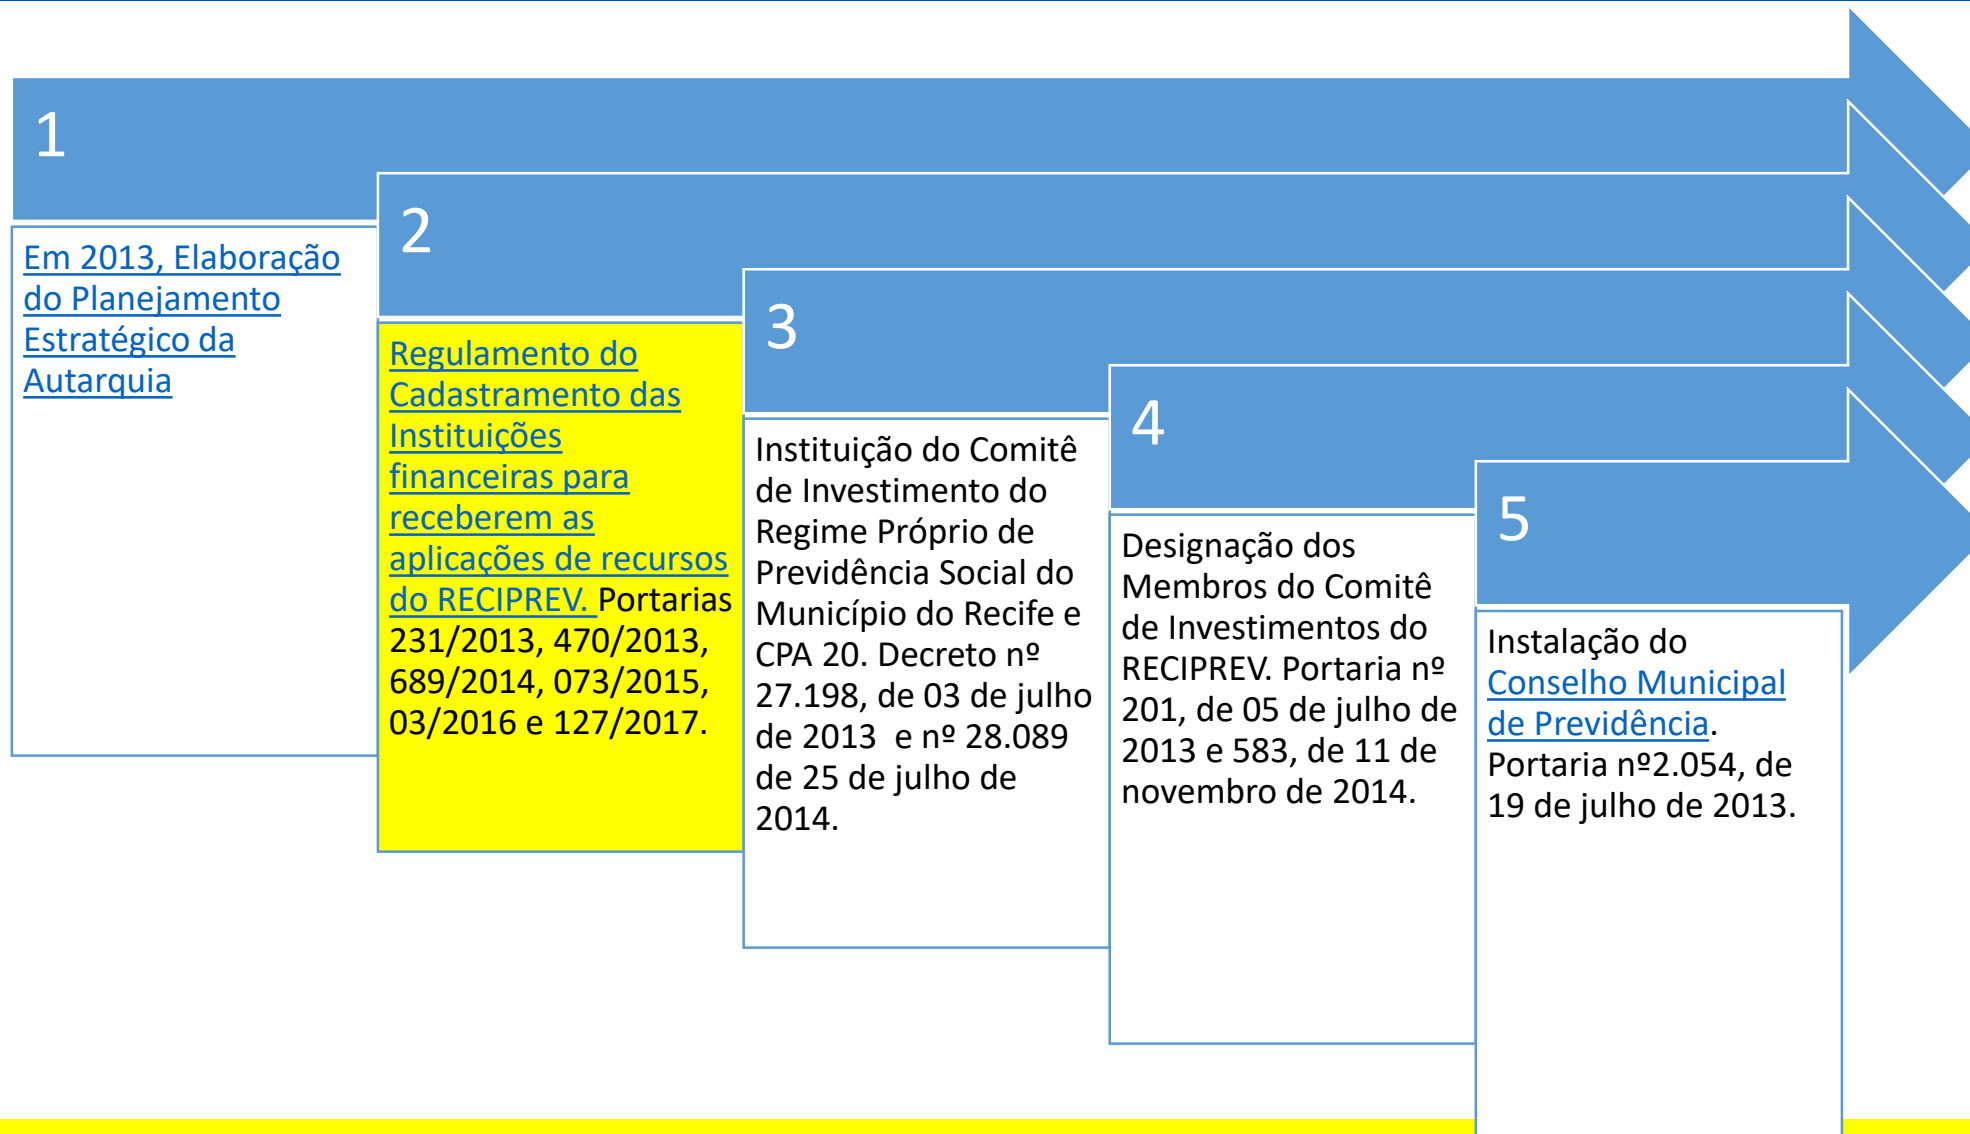 1
Em 2013, Elaboração
do Planejamento
Estratégico da
Autarquia
2
Regulamento do
Cadastramento das
Instituições
financeiras para
receberem as
aplicações de recursos
do RECIPREV. Portarias
231/2013, 470/2013,
689/2014, 073/2015,
03/2016 e 127/2017.
3
Instituição do Comitê
de Investimento do
Regime Próprio de
Previdência Social do
Município do Recife e
CPA 20. Decreto nº
27.198, de 03 de julho
de 2013  e nº 28.089
de 25 de julho de
2014.
4
Designação dos
Membros do Comitê
de Investimentos do
RECIPREV. Portaria nº
201, de 05 de julho de
2013 e 583, de 11 de
novembro de 2014.
5
Instalação do
Conselho Municipal
de Previdência.
Portaria nº2.054, de
19 de julho de 2013.